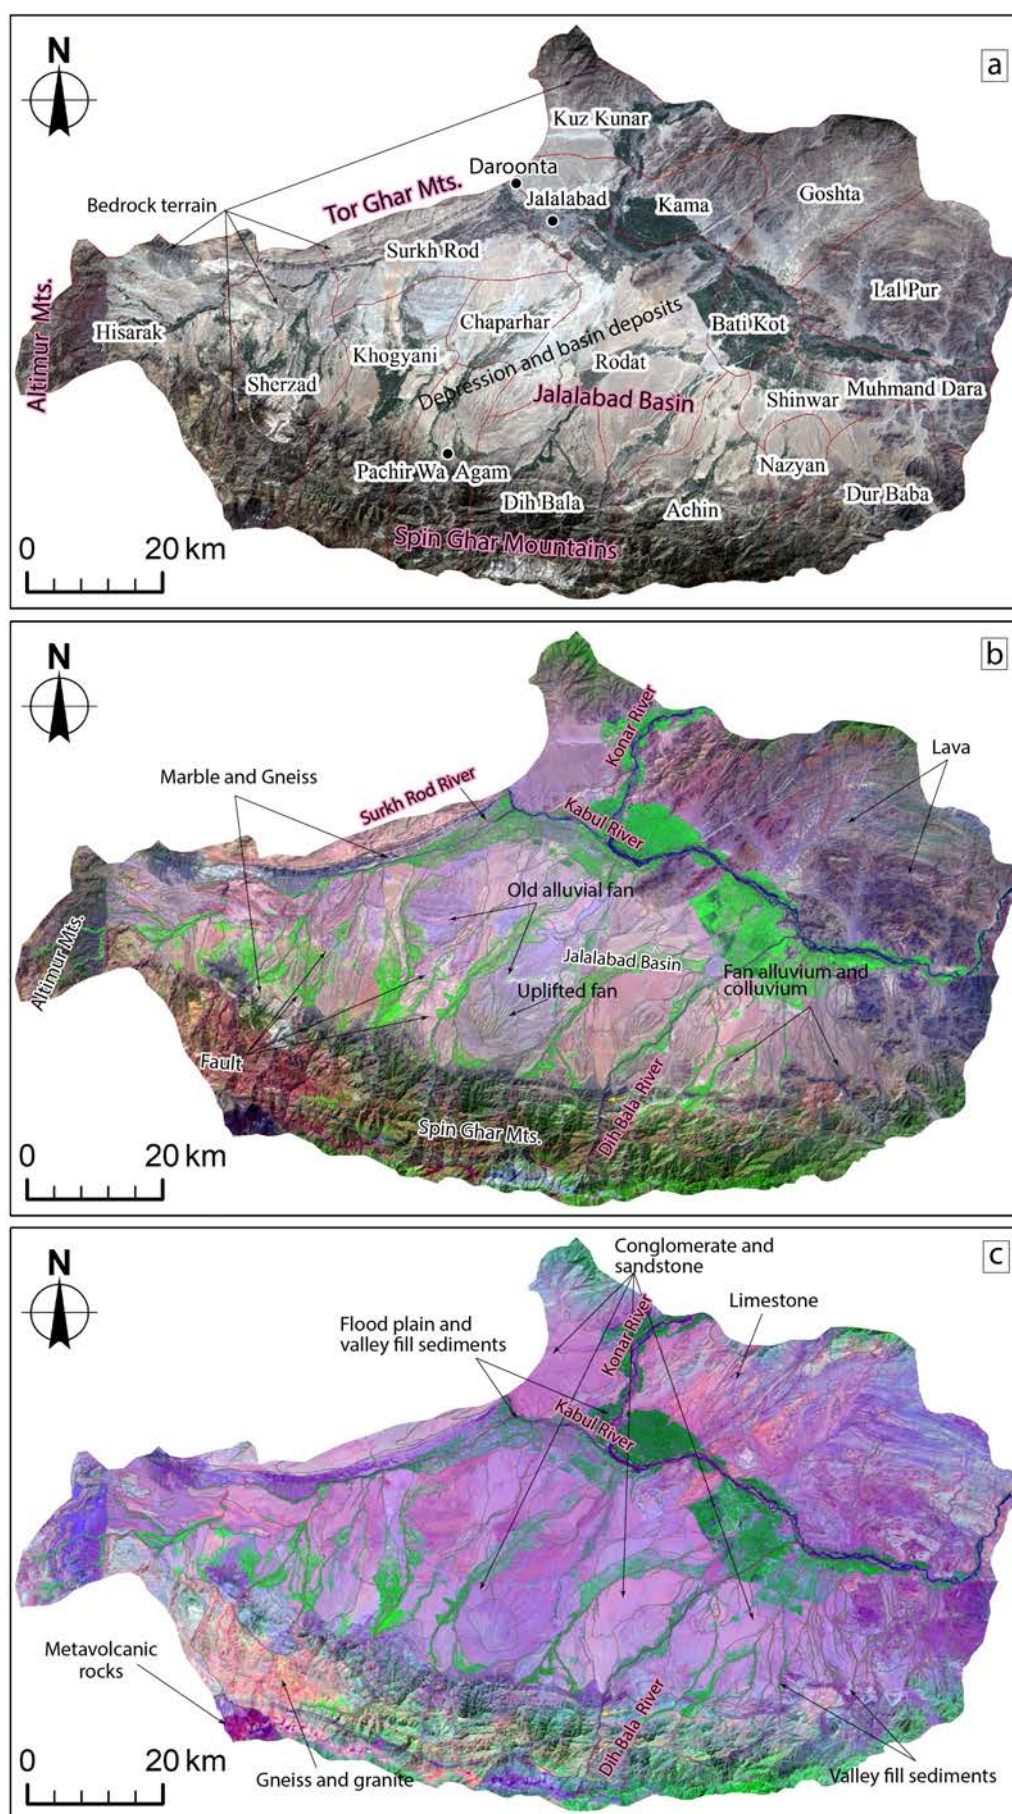 N
a
Kuz Kunar
Daroonta
Tor Ghar Mts.
Jalalabad
Kama
Goshta
Bedrock terrain
Surkh Rod
Altimur Mts.
Lal Pur
Hisarak
Chaparhar
Bati Kot
Khogyani
Depression and basin deposits
Rodat
Sherzad
Jalalabad Basin
Shinwar
Muhmand Dara
Pachir Wa Agam
Nazyan
Dih Bala
Achin
Dur Baba
Spin Ghar Mountains
0 20 km
N
b
Konar River
Lava
Marble and Gneiss
Surkh Rod River
Kabul River
Old alluvial fan
Altimur Mts.
Jalalabad Basin
Fan alluvium and
colluvium
Uplifted fan
Fault
Dih Bala River
Spin Ghar Mts.
0 20 km
N
c
Conglomerate and
sandstone
Limestone
Flood plain and
valley fill sediments
Konar River
Kabul River
Metavolcanic
rocks
Dih Bala River
Gneiss and granite
Valley fill sediments
0 20 km